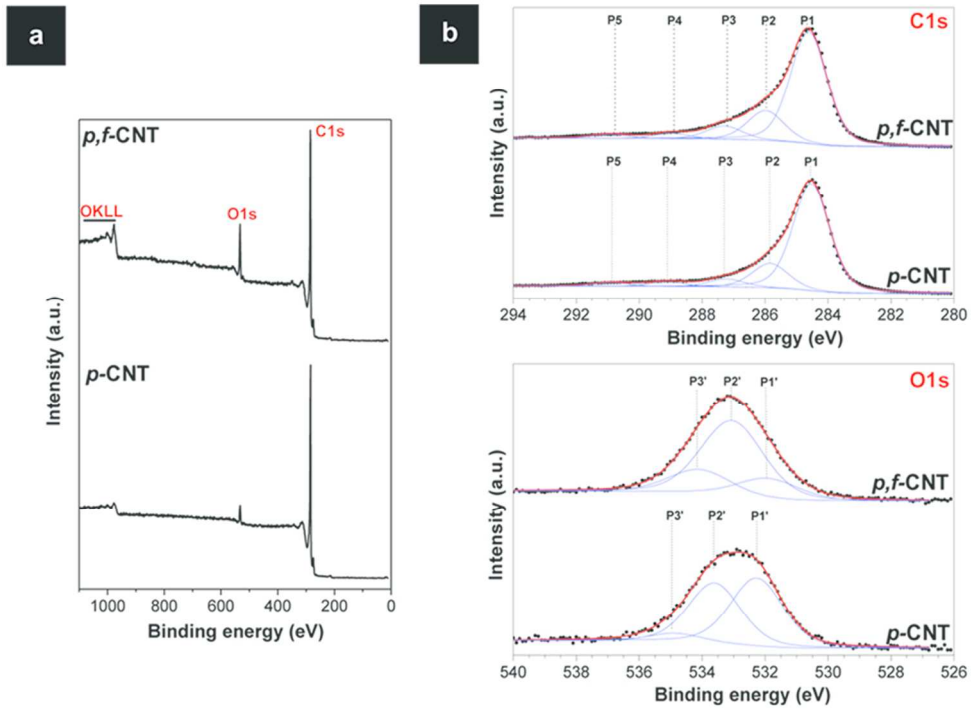 a
p,f-CNT
C1s
OKLL
O1s
p-CNT
Intensity (a.u.)
1000 800 600 400 200 0
Binding energy (eV)
b
C1s
P5 P4 P3 P2 P1
p,f-CNT
P5 P4 P3 P2 P1
p-CNT
Intensity (a.u.)
294 292 290 288 286 284 282 280
Binding energy (eV)
O1s
P3' P2' P1'
p,f-CNT
P3' P2' P1'
p-CNT
Intensity (a.u.)
Intensity (a.u.)
540 538 535 533 532 530 528 526
Binding energy (eV)